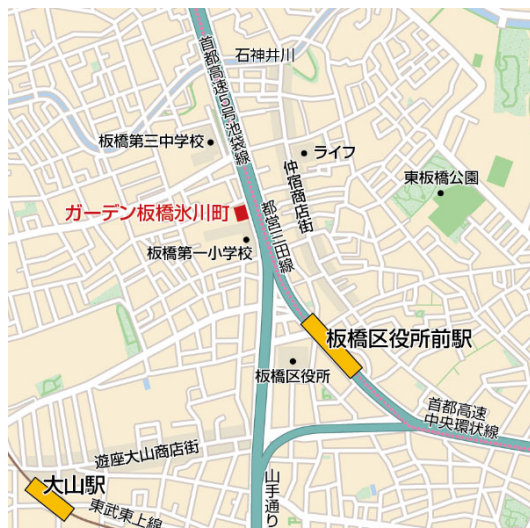 石神井川
首都高速5号池袋線
板橋第三中学校
ライフ
仲宿商店街
東板橋公園
ガーデン板橋氷川町
都営三田線
板橋第一小学校
板橋区役所前駅
板橋区役所
首都高速
中央環状線
遊座大山商店街
大山駅
山手通り
東武東上線